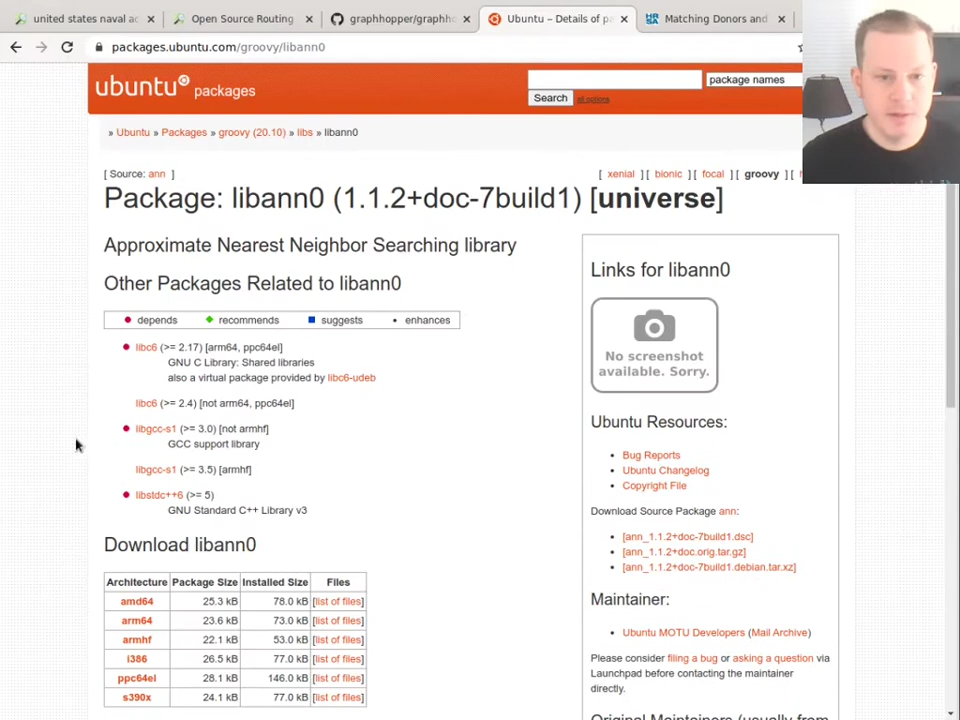 united states naval ac
Open Source Routing
graphhopper/graphho
Ubuntu – Details of pa
Matching Donors and
packages.ubuntu.com/groovy/libann0
ubuntu packages
package names
Search
all options
» Ubuntu » Packages » groovy (20.10) » libs » libann0
[ Source: ann ]
[ xenial ] [ bionic ] [ focal ] [ groovy ] [
Package: libann0 (1.1.2+doc-7build1) [universe]
Approximate Nearest Neighbor Searching library
Other Packages Related to libann0
depends recommends suggests enhances
libc6 (>= 2.17) [arm64, ppc64el]
GNU C Library: Shared libraries
also a virtual package provided by libc6-udeb
libc6 (>= 2.4) [not arm64, ppc64el]
libgcc-s1 (>= 3.0) [not armhf]
GCC support library
libgcc-s1 (>= 3.5) [armhf]
libstdc++6 (>= 5)
GNU Standard C++ Library v3
Download libann0
Architecture Package Size Installed Size Files
amd64 25.3 kB 78.0 kB [list of files]
arm64 23.6 kB 73.0 kB [list of files]
armhf 22.1 kB 53.0 kB [list of files]
i386 26.5 kB 77.0 kB [list of files]
ppc64el 28.1 kB 146.0 kB [list of files]
s390x 24.1 kB 77.0 kB [list of files]
Links for libann0
No screenshot
available. Sorry.
Ubuntu Resources:
Bug Reports
Ubuntu Changelog
Copyright File
Download Source Package ann:
[ann_1.1.2+doc-7build1.dsc]
[ann_1.1.2+doc.orig.tar.gz]
[ann_1.1.2+doc-7build1.debian.tar.xz]
Maintainer:
Ubuntu MOTU Developers (Mail Archive)
Please consider filing a bug or asking a question via
Launchpad before contacting the maintainer
directly.
Original Maintainers (usually from